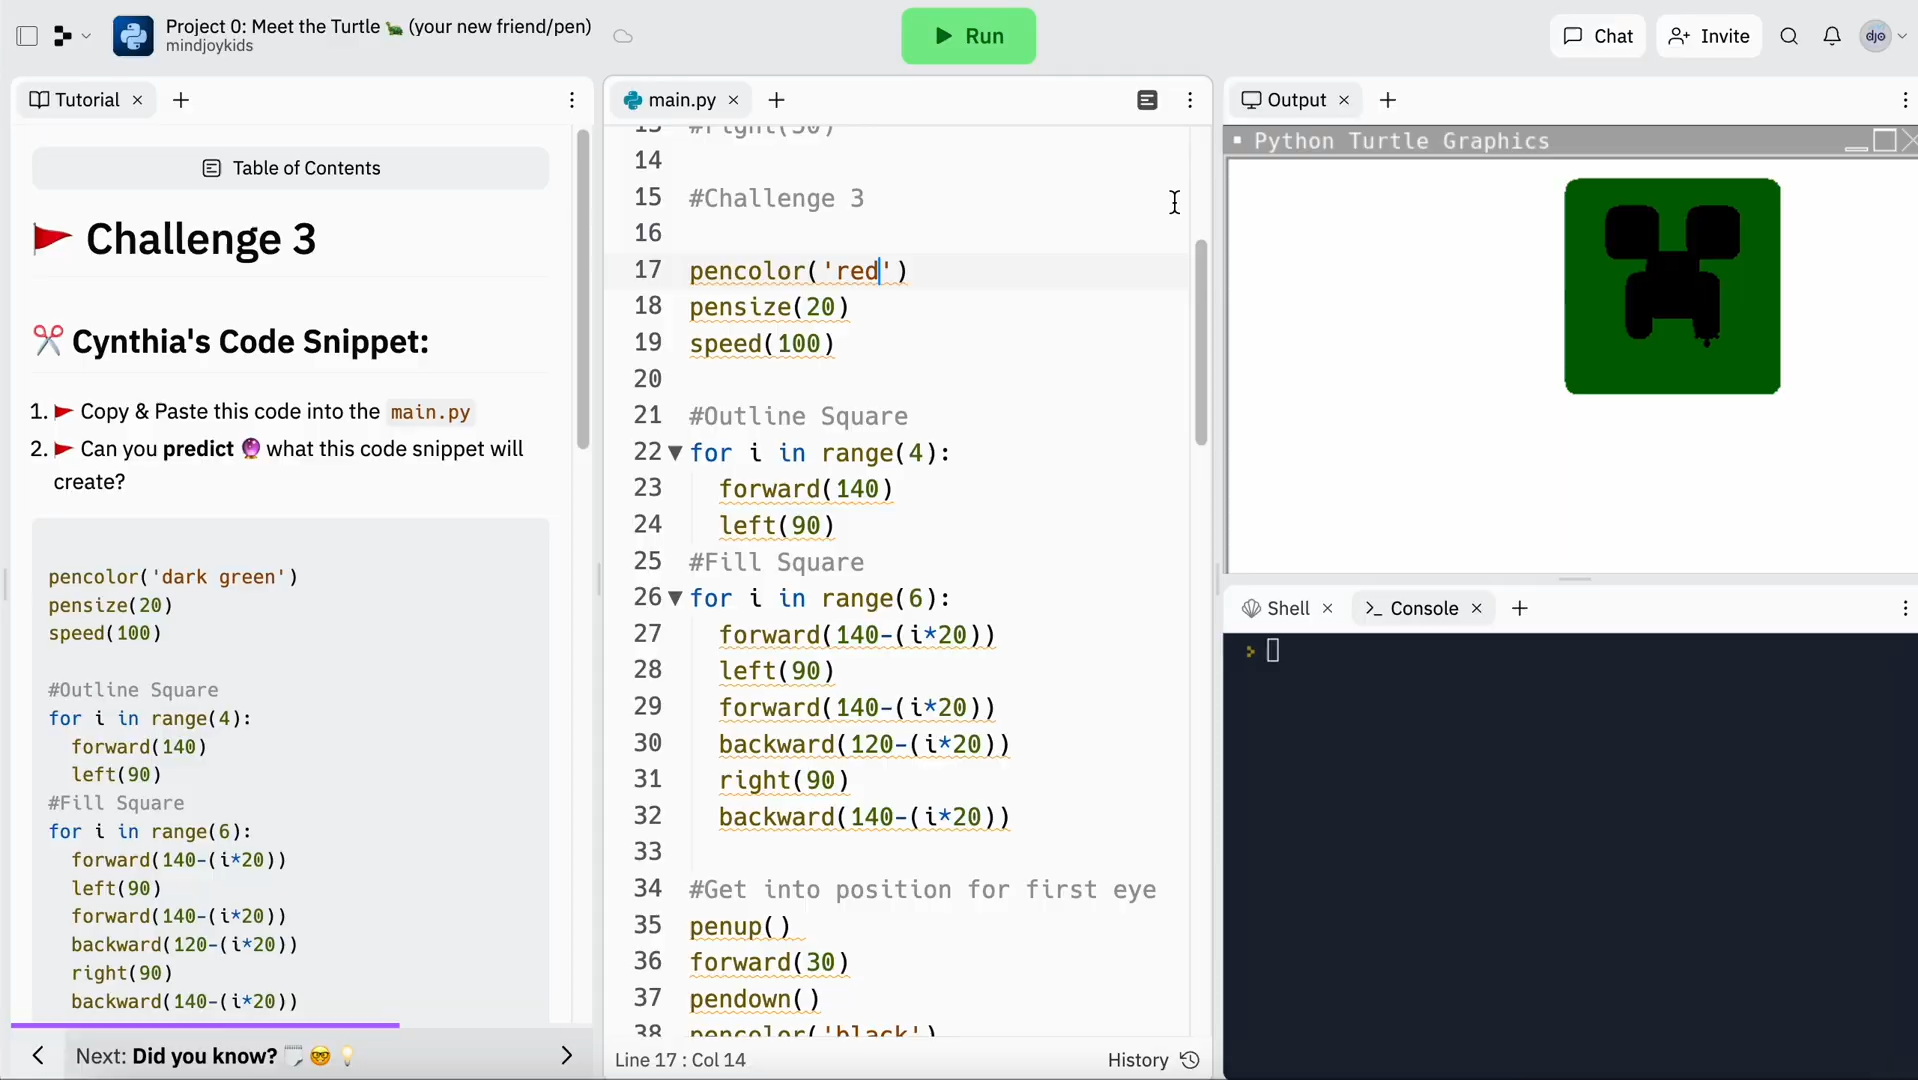 Project 0: Meet the Turtle 🐢 (your new friend/pen)
mindjoykids
Run
Chat
Invite
djo
Tutorial
Table of Contents
Challenge 3
Cynthia's Code Snippet:
1. Copy & Paste this code into the main.py
2. Can you predict 🔮 what this code snippet will
create?
pencolor('dark green')
pensize(20)
speed(100)
#Outline Square
for i in range(4):
forward(140)
left(90)
#Fill Square
for i in range(6):
forward(140-(i*20))
left(90)
forward(140-(i*20))
backward(120-(i*20))
right(90)
backward(140-(i*20))
Next: Did you know?
main.py
13 #right(50)
14
15 #Challenge 3
16
17 pencolor('red')
18 pensize(20)
19 speed(100)
20
21 #Outline Square
22 for i in range(4):
23 forward(140)
24 left(90)
25 #Fill Square
26 for i in range(6):
27 forward(140-(i*20))
28 left(90)
29 forward(140-(i*20))
30 backward(120-(i*20))
31 right(90)
32 backward(140-(i*20))
33
34 #Get into position for first eye
35 penup()
36 forward(30)
37 pendown()
38 pencolor('black')
Line 17 : Col 14
History
Output
Python Turtle Graphics
Shell
>_ Console